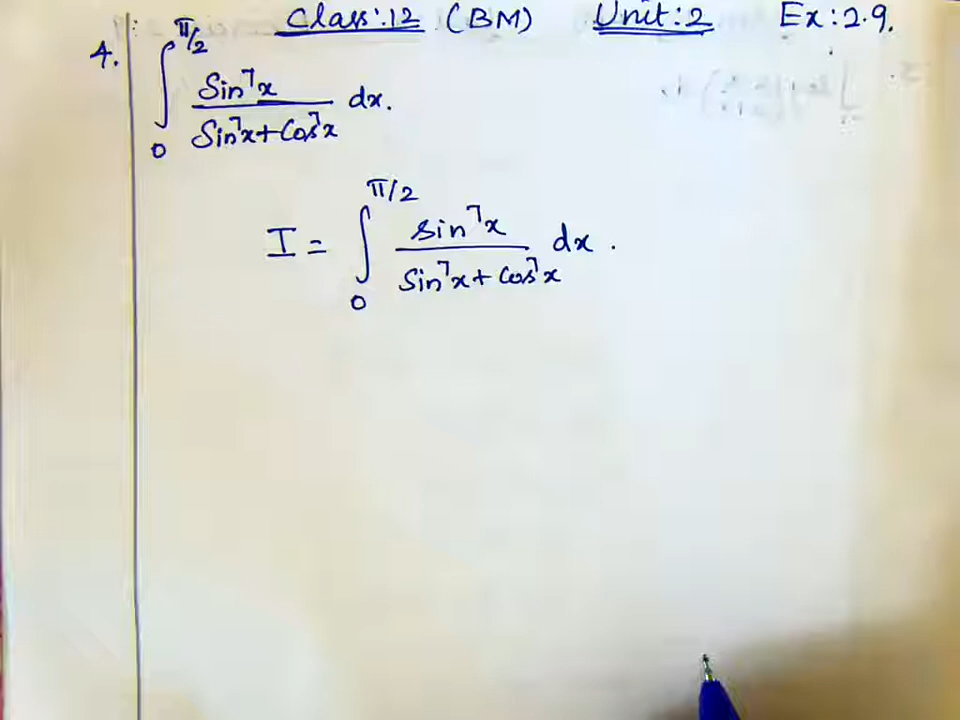 Class:12 (BM) Unit:2 Ex:2.9.
4. ∫₀^(π/2) Sin⁷x / (Sin⁷x + Cos⁷x) dx.
I = ∫₀^(π/2) sin⁷x / (Sin⁷x + Cos⁷x) dx.